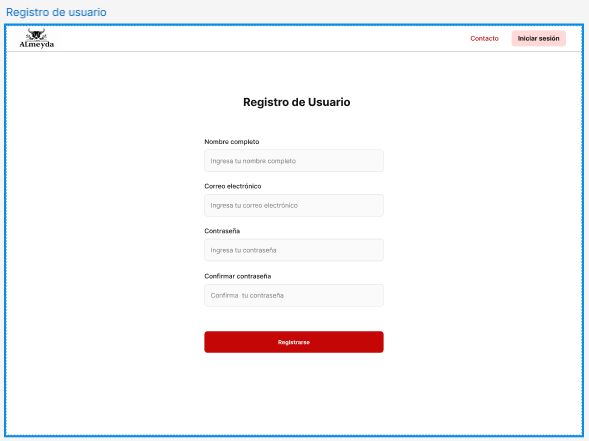 Registro de usuario
Almeyda
Contacto
Iniciar sesión
Registro de Usuario
Nombre completo
Ingresa tu nombre completo
Correo electrónico
Ingresa tu correo electrónico
Contraseña
Ingresa tu contraseña
Confirmar contraseña
Confirma tu contraseña
Registrarse